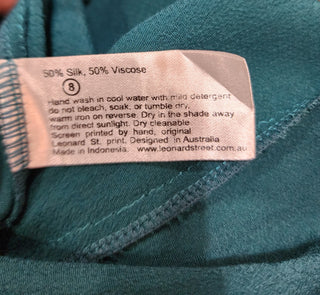 50% Silk, 50% Viscose
8
Hand wash in cool water with mild detergent
do not bleach, soak, or tumble dry,
warm iron on reverse. Dry in the shade away
from direct sunlight. Dry cleanable.
Screen printed by hand, original
Leonard St. print. Designed in Australia
Made in Indonesia. www.leonardstreet.com.au